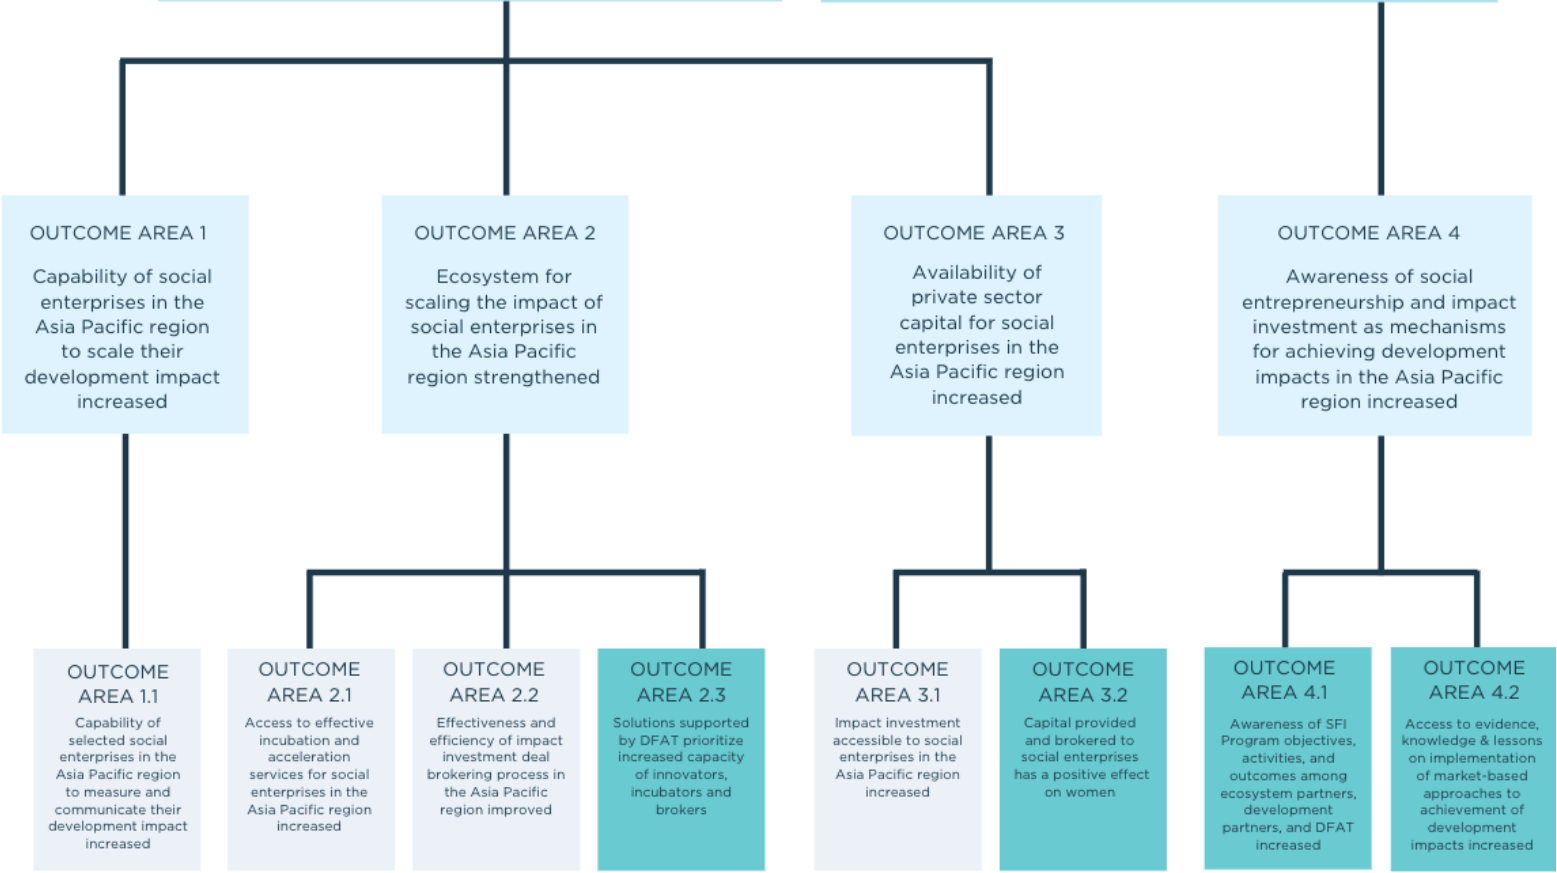 OUTCOME AREA 1
Capability of social
enterprises in the
Asia Pacific region
to scale their
development impact
increased
OUTCOME AREA 2
Ecosystem for
scaling the impact of
social enterprises in
the Asia Pacific
region strengthened
OUTCOME AREA 3
Availability of
private sector
capital for social
enterprises in the
Asia Pacific region
increased
OUTCOME AREA 4
Awareness of social
entrepreneurship and impact
investment as mechanisms
for achieving development
impacts in the Asia Pacific
region increased
OUTCOME
AREA 1.1
Capability of
selected social
enterprises in the
Asia Pacific region
to measure and
communicate their
development impact
increased
OUTCOME
AREA 2.1
Access to effective
incubation and
acceleration
services for social
enterprises in the
Asia Pacific region
increased
OUTCOME
AREA 2.2
Effectiveness and
efficiency of impact
investment deal
brokering process in
the Asia Pacific
region improved
OUTCOME
AREA 2.3
Solutions supported
by DFAT prioritize
increased capacity
of innovators,
incubators and
brokers
OUTCOME
AREA 3.1
Impact investment
accessible to social
enterprises in the
Asia Pacific region
increased
OUTCOME
AREA 3.2
Capital provided
and brokered to
social enterprises
has a positive effect
on women
OUTCOME
AREA 4.1
Awareness of SFI
Program objectives,
activities, and
outcomes among
ecosystem partners,
development
partners, and DFAT
increased
OUTCOME
AREA 4.2
Access to evidence,
knowledge & lessons
on implementation
of market-based
approaches to
achievement of
development
impacts increased